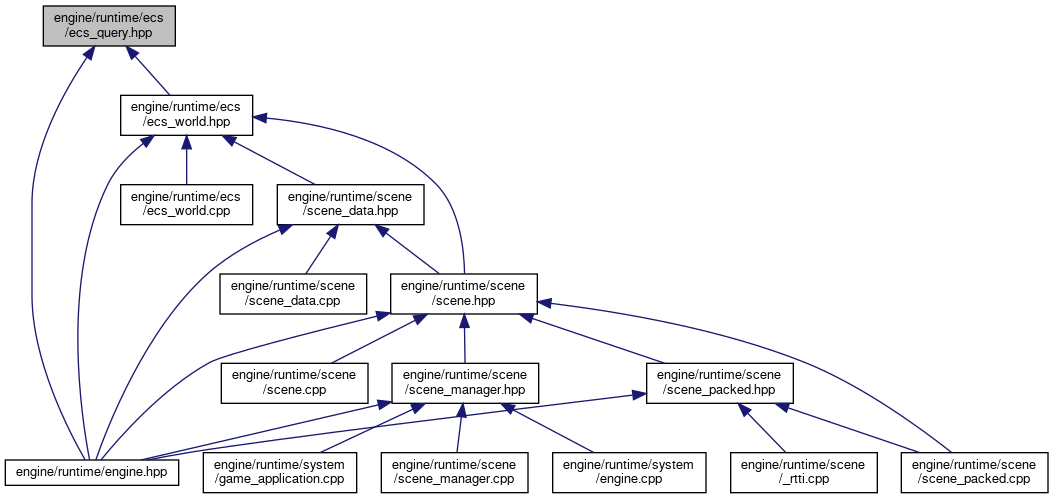 engine/runtime/ecs
/ecs_query.hpp
engine/runtime/ecs
/ecs_world.hpp
engine/runtime/ecs
/ecs_world.cpp
engine/runtime/scene
/scene_data.hpp
engine/runtime/scene
/scene_data.cpp
engine/runtime/scene
/scene.hpp
engine/runtime/scene
/scene.cpp
engine/runtime/scene
/scene_manager.hpp
engine/runtime/scene
/scene_packed.hpp
engine/runtime/engine.hpp
engine/runtime/system
/game_application.cpp
engine/runtime/scene
/scene_manager.cpp
engine/runtime/system
/engine.cpp
engine/runtime/scene
/_rtti.cpp
engine/runtime/scene
/scene_packed.cpp